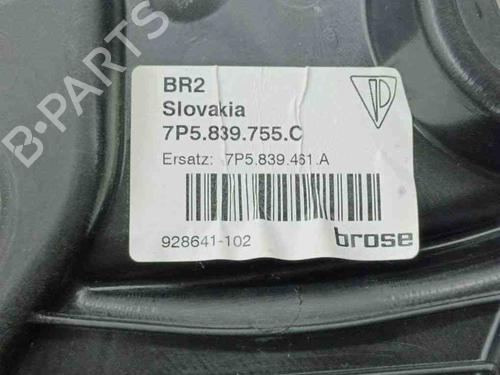 BR2
Slovakia
7P5.839.755.C
Ersatz: 7P5.839.461.A
928641-102
brose
B-PARTS